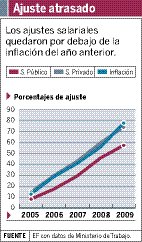 Ajuste atrasado
Los ajustes salariales
quedaron por debajo de la
inflación del año anterior.
S. Público
S. Privado
Inflación
Porcentajes de ajuste
90
80
70
60
50
40
30
20
10
0
2005 2006 2007 2008 2009
FUENTE EF con datos de Ministerio de Trabajo.